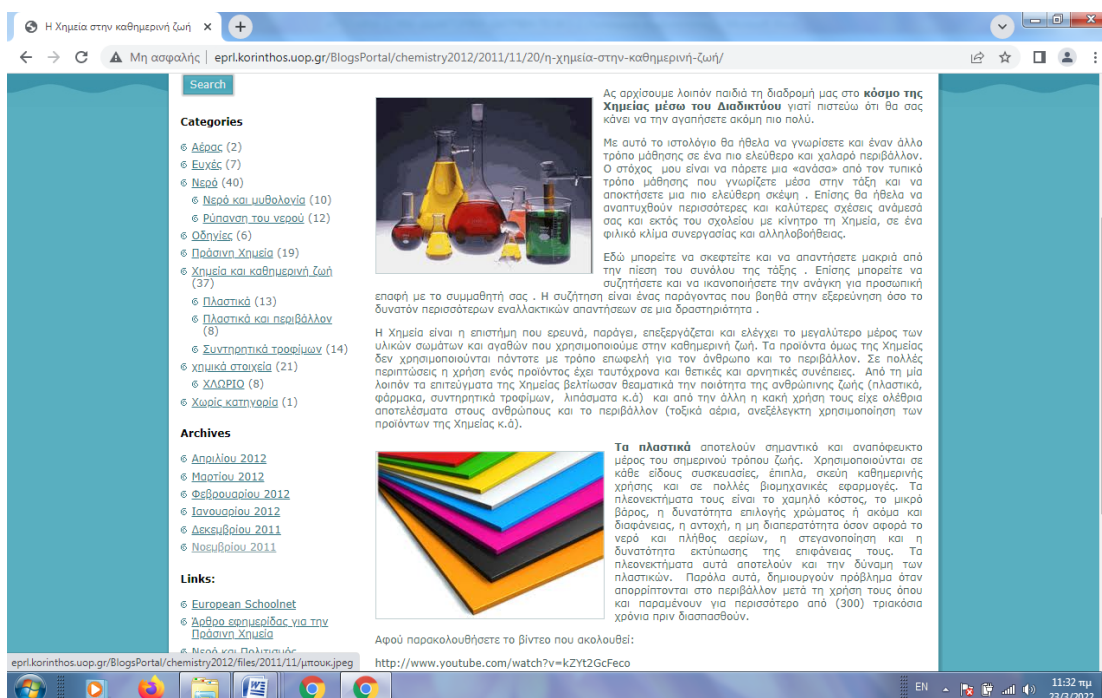 Η Χημεία στην καθημερινή ζωή
Μη ασφαλής
eprl.korinthos.uop.gr/BlogsPortal/chemistry2012/2011/11/20/η-χημεία-στην-καθημερινή-ζωή/
Search
Categories
Αέρας (2)
Ευχές (7)
Νερό (40)
Νερό και μυθολογία (10)
Ρύπανση του νερού (12)
Οδηγίες (6)
Πράσινη Χημεία (19)
Χημεία και καθημερινή ζωή
(37)
Πλαστικά (13)
Πλαστικά και περιβάλλον
(8)
Συντηρητικά τροφίμων (14)
χημικά στοιχεία (21)
ΧΛΩΡΙΟ (8)
Χωρίς κατηγορία (1)
Archives
Απριλίου 2012
Μαρτίου 2012
Φεβρουαρίου 2012
Ιανουαρίου 2012
Δεκεμβρίου 2011
Νοεμβρίου 2011
Links:
European Schoolnet
Άρθρο εφημερίδας για την
Πράσινη Χημεία
Νερό και Πολιτισμός
Ας αρχίσουμε λοιπόν παιδιά τη διαδρομή μας στο κόσμο της
Χημείας μέσω του Διαδικτύου γιατί πιστεύω ότι θα σας
κάνει να την αγαπήσετε ακόμη πιο πολύ.
Με αυτό το ιστολόγιο θα ήθελα να γνωρίσετε και έναν άλλο
τρόπο μάθησης σε ένα πιο ελεύθερο και χαλαρό περιβάλλον.
Ο στόχος μου είναι να πάρετε μια «ανάσα» από τον τυπικό
τρόπο μάθησης που γνωρίζετε μέσα στην τάξη και να
αποκτήσετε μια πιο ελεύθερη σκέψη . Επίσης θα ήθελα να
αναπτυχθούν περισσότερες και καλύτερες σχέσεις ανάμεσά
σας και εκτός του σχολείου με κίνητρο τη Χημεία, σε ένα
φιλικό κλίμα συνεργασίας και αλληλοβοήθειας.
Εδώ μπορείτε να σκεφτείτε και να απαντήσετε μακριά από
την πίεση του συνόλου της τάξης . Επίσης μπορείτε να
συζητήσετε και να ικανοποιήσετε την ανάγκη για προσωπική
επαφή με το συμμαθητή σας . Η συζήτηση είναι ένας παράγοντας που βοηθά στην εξερεύνηση όσο το
δυνατόν περισσότερων εναλλακτικών απαντήσεων σε μια δραστηριότητα .
Η Χημεία είναι η επιστήμη που ερευνά, παράγει, επεξεργάζεται και ελέγχει το μεγαλύτερο μέρος των
υλικών σωμάτων και αγαθών που χρησιμοποιούμε στην καθημερινή ζωή. Τα προϊόντα όμως της Χημείας
δεν χρησιμοποιούνται πάντοτε με τρόπο επωφελή για τον άνθρωπο και το περιβάλλον. Σε πολλές
περιπτώσεις η χρήση ενός προϊόντος έχει ταυτόχρονα και θετικές και αρνητικές συνέπειες. Από τη μία
λοιπόν τα επιτεύγματα της Χημείας βελτίωσαν θεαματικά την ποιότητα της ανθρώπινης ζωής (πλαστικά,
φάρμακα, συντηρητικά τροφίμων, λιπάσματα κ.ά) και από την άλλη η κακή χρήση τους είχε ολέθρια
αποτελέσματα στους ανθρώπους και το περιβάλλον (τοξικά αέρια, ανεξέλεγκτη χρησιμοποίηση των
προϊόντων της Χημείας κ.ά).
Τα πλαστικά αποτελούν σημαντικό και αναπόφευκτο
μέρος του σημερινού τρόπου ζωής. Χρησιμοποιούνται σε
κάθε είδους συσκευασίες, έπιπλα, σκεύη καθημερινής
χρήσης και σε πολλές βιομηχανικές εφαρμογές. Τα
πλεονεκτήματα τους είναι το χαμηλό κόστος, το μικρό
βάρος, η δυνατότητα επιλογής χρώματος ή ακόμα και
διαφάνειας, η αντοχή, η μη διαπερατότητα όσον αφορά το
νερό και πλήθος αερίων, η στεγανοποίηση και η
δυνατότητα εκτύπωσης της επιφάνειας τους. Τα
πλεονεκτήματα αυτά αποτελούν και την δύναμη των
πλαστικών. Παρόλα αυτά, δημιουργούν πρόβλημα όταν
απορρίπτονται στο περιβάλλον μετά τη χρήση τους όπου
και παραμένουν για περισσότερο από (300) τριακόσια
χρόνια πριν διασπασθούν.
Αφού παρακολουθήσετε το βίντεο που ακολουθεί:
http://www.youtube.com/watch?v=kZYt2GcFeco
eprl.korinthos.uop.gr/BlogsPortal/chemistry2012/files/2011/11/μπουκ.jpeg
EN
11:32 πμ
23/3/2022